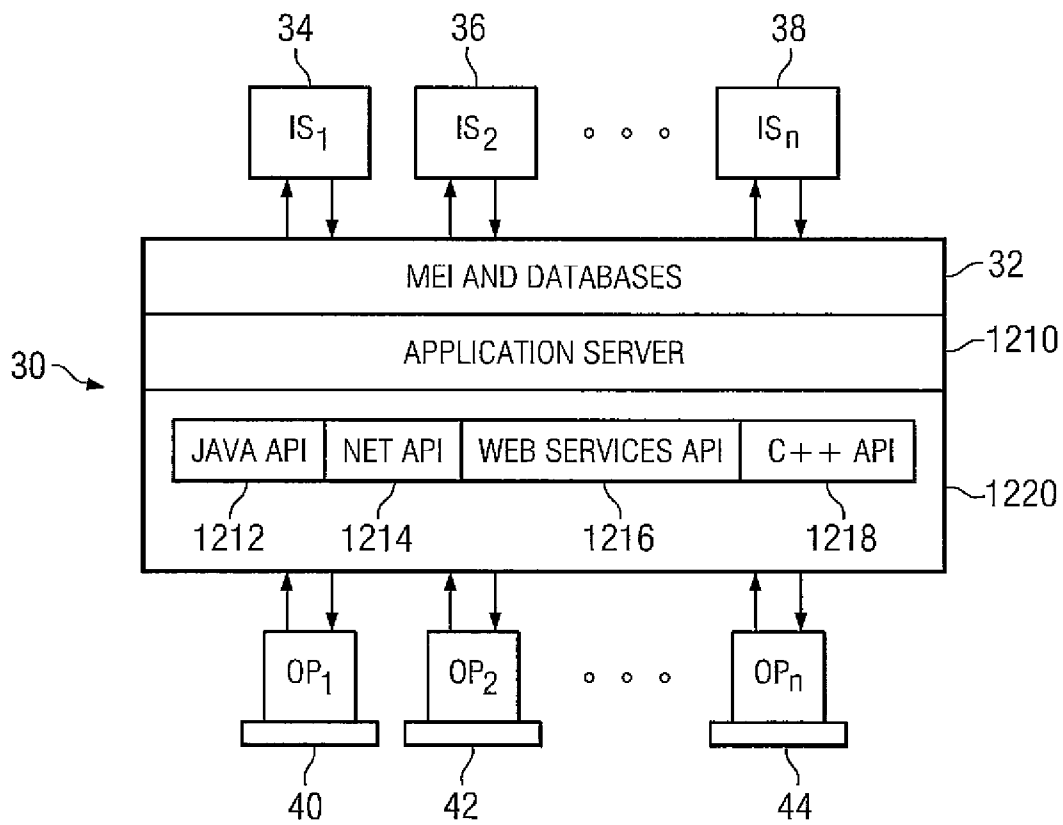 34 36 38
IS1 IS2 ISn
MEI AND DATABASES 32
APPLICATION SERVER 1210
30
JAVA API NET API WEB SERVICES API C++ API
1220
1212 1214 1216 1218
OP1 OP2 OPn
40 42 44